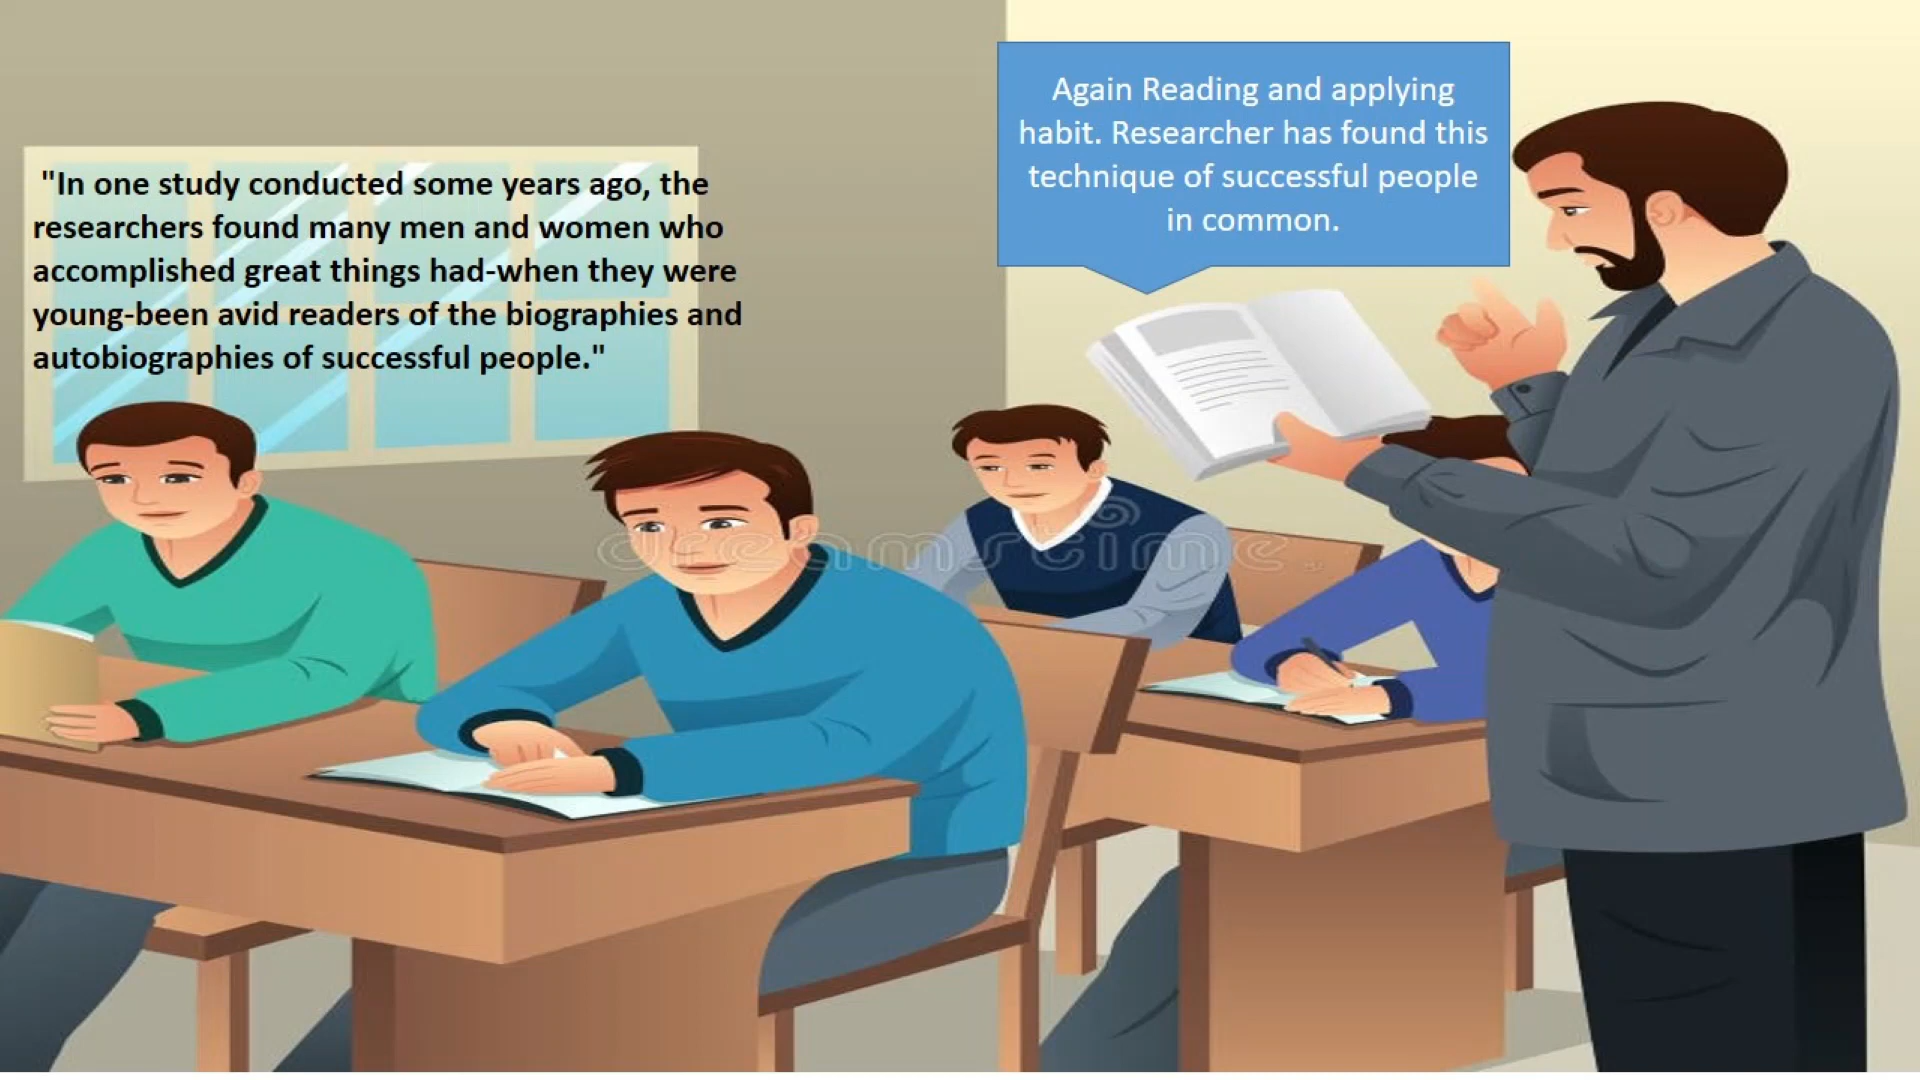 "In one study conducted some years ago, the
researchers found many men and women who
accomplished great things had-when they were
young-been avid readers of the biographies and
autobiographies of successful people."
Again Reading and applying
habit. Researcher has found this
technique of successful people
in common.
dreamstime